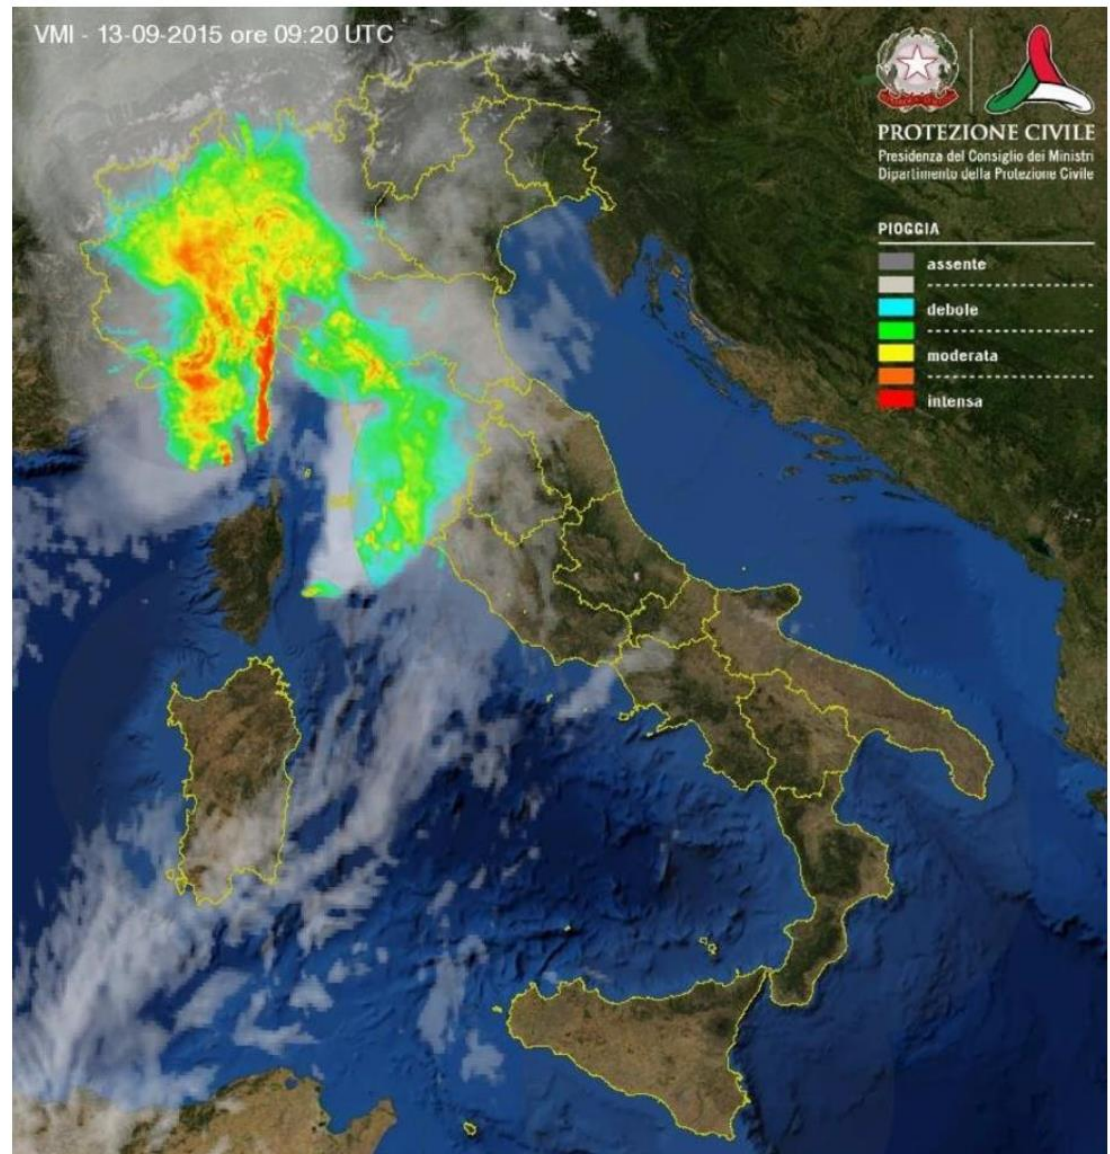 VMI - 13-09-2015 ore 09:20 UTC
PROTEZIONE CIVILE
Presidenza del Consiglio dei Ministri
Dipartimento della Protezione Civile
PIOGGIA
assente
debole
moderata
intensa